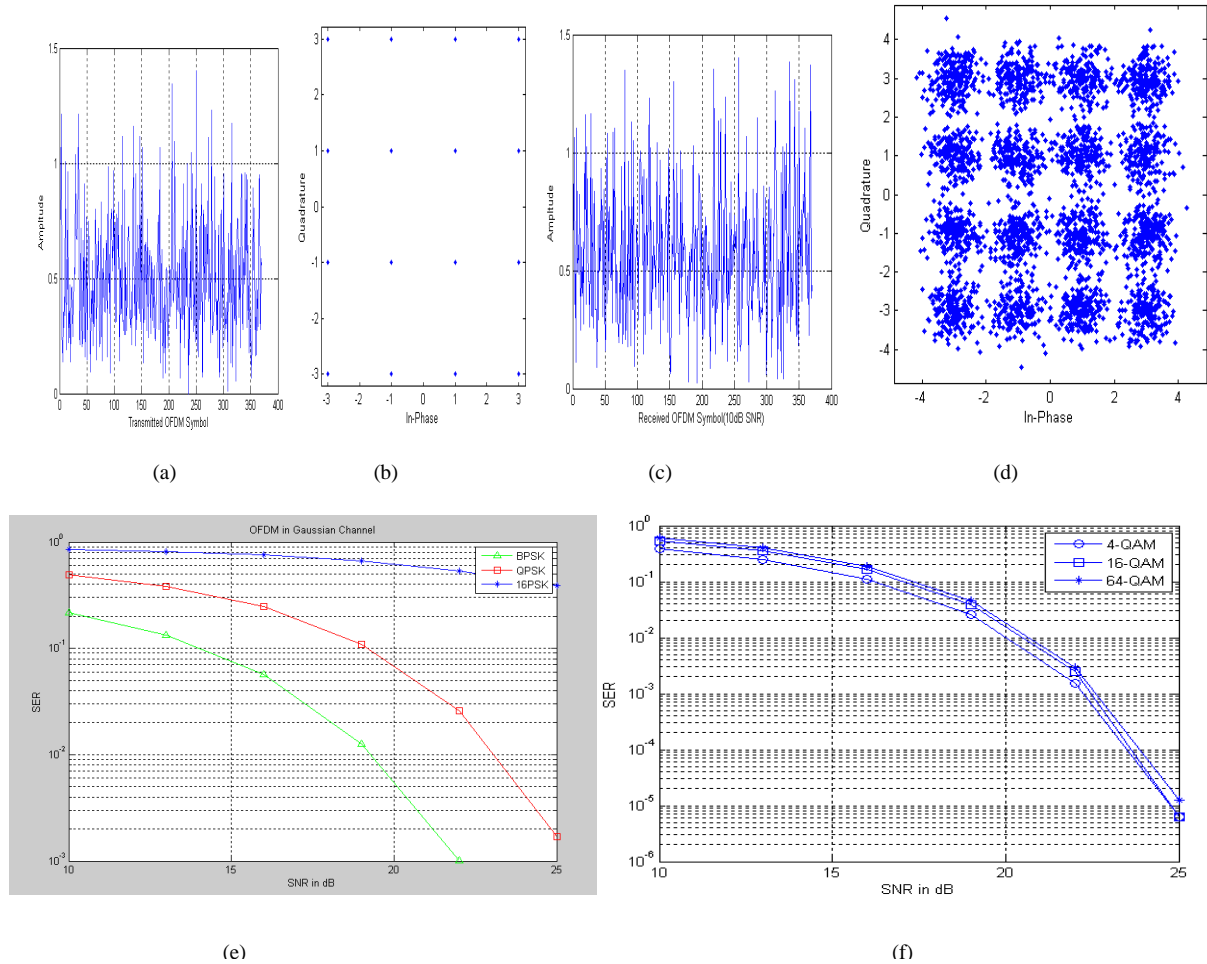 1.5
1
0.5
0
Ampltude
0 50 100 150 200 250 300 350 400
Transmitted OFDM Symbol
(a)
3
2
1
0
-1
-2
-3
Quadrature
-3 -2 -1 0 1 2 3
In-Phase
(b)
1.5
1
0.5
0
Ampltude
0 50 100 150 200 250 300 350 400
Received OFDM Symbol(10dB SNR)
(c)
4
3
2
1
0
-1
-2
-3
-4
Quadrature
-4 -2 0 2 4
In-Phase
(d)
OFDM in Gaussian Channel
10^0
10^-1
10^-2
10^-3
SER
BPSK
QPSK
16PSK
10 15 20 25
SNR in dB
(e)
10^0
10^-1
10^-2
10^-3
10^-4
10^-5
10^-6
SER
4-QAM
16-QAM
64-QAM
10 15 20 25
SNR in dB
(f)